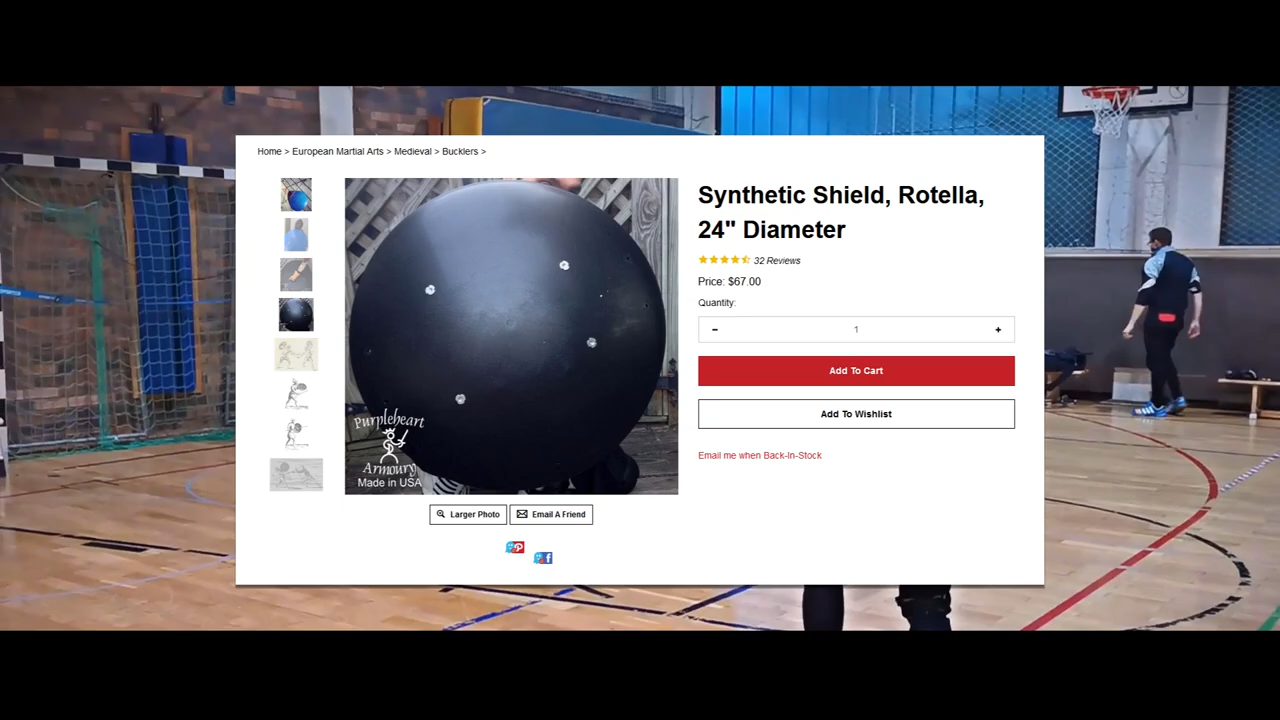 Home > European Martial Arts > Medieval > Bucklers >
Synthetic Shield, Rotella,
24" Diameter
32 Reviews
Price: $67.00
Quantity:
- 1 +
Add To Cart
Add To Wishlist
Email me when Back-In-Stock
Purpleheart
Armoury
Made in USA
Larger Photo
Email A Friend